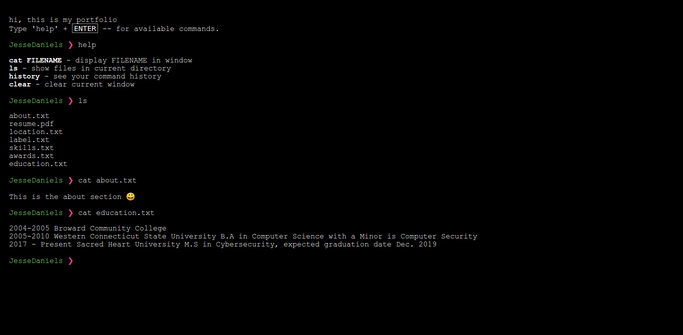 hi, this is my portfolio
Type 'help' + ENTER -- for available commands.
JesseDaniels ❯ help
cat FILENAME - display FILENAME in window
ls - show files in current directory
history - see your command history
clear - clear current window
JesseDaniels ❯ ls
about.txt
resume.pdf
location.txt
label.txt
skills.txt
awards.txt
education.txt
JesseDaniels ❯ cat about.txt
This is the about section 😀
JesseDaniels ❯ cat education.txt
2004-2005 Broward Community College
2005-2010 Western Connecticut State University B.A in Computer Science with a Minor is Computer Security
2017 - Present Sacred Heart University M.S in Cybersecurity, expected graduation date Dec. 2019
JesseDaniels ❯